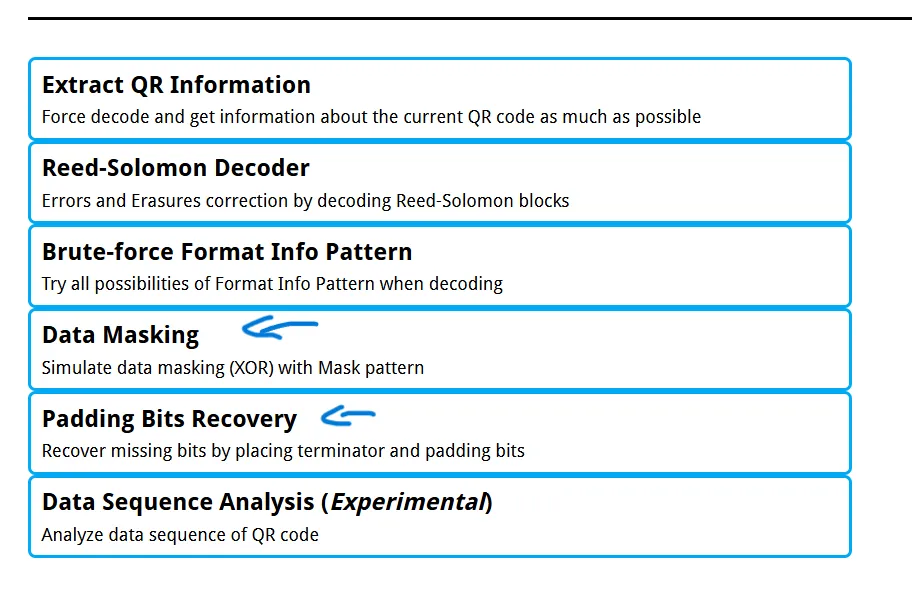 Extract QR Information
Force decode and get information about the current QR code as much as possible
Reed-Solomon Decoder
Errors and Erasures correction by decoding Reed-Solomon blocks
Brute-force Format Info Pattern
Try all possibilities of Format Info Pattern when decoding
Data Masking
Simulate data masking (XOR) with Mask pattern
Padding Bits Recovery
Recover missing bits by placing terminator and padding bits
Data Sequence Analysis (Experimental)
Analyze data sequence of QR code